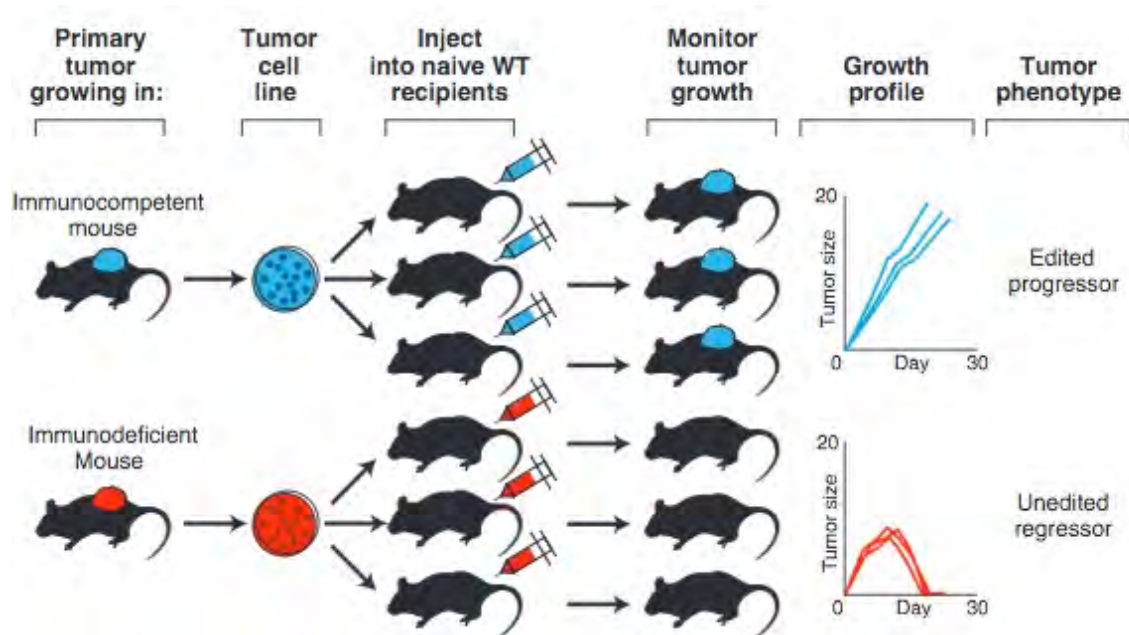 Primary
tumor
growing in:
Tumor
cell
line
Inject
into naive WT
recipients
Monitor
tumor
growth
Growth
profile
Tumor
phenotype
Immunocompetent
mouse
20
Tumor size
0
Day
30
Edited
progressor
Immunodeficient
Mouse
20
Tumor size
0
Day
30
Unedited
regressor